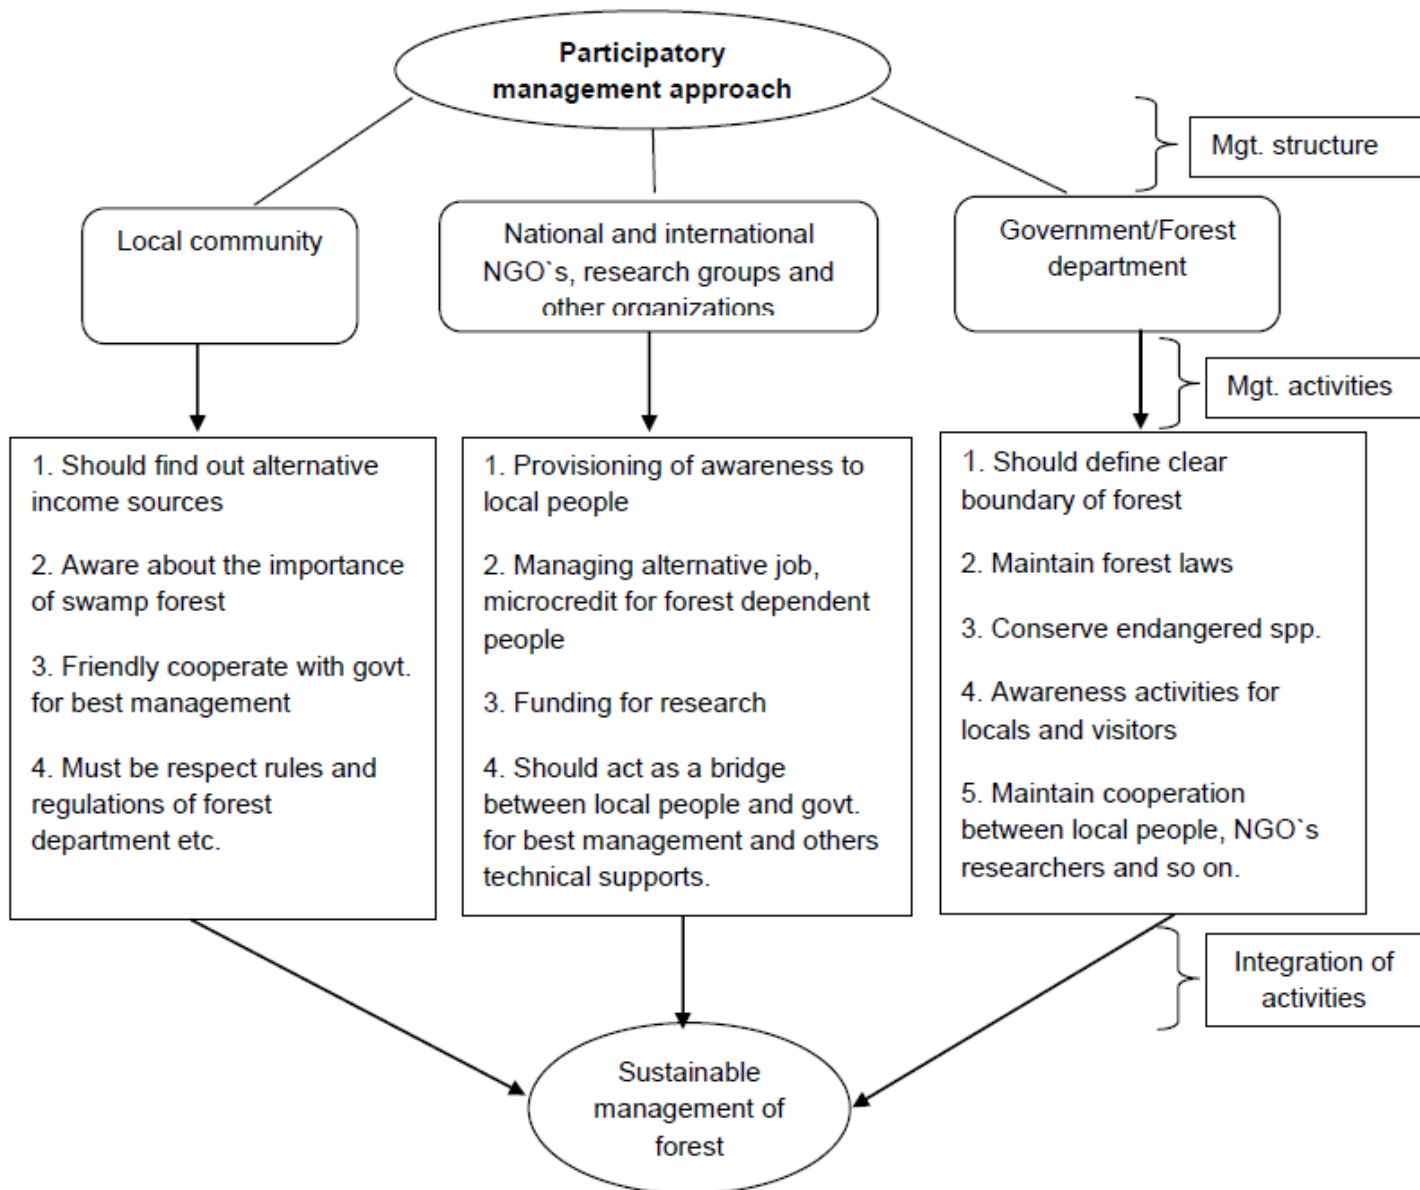 Participatory
management approach
Mgt. structure
Local community
National and international
NGO`s, research groups and
other organizations
Government/Forest
department
Mgt. activities
1. Should find out alternative
income sources
2. Aware about the importance
of swamp forest
3. Friendly cooperate with govt.
for best management
4. Must be respect rules and
regulations of forest
department etc.
1. Provisioning of awareness to
local people
2. Managing alternative job,
microcredit for forest dependent
people
3. Funding for research
4. Should act as a bridge
between local people and govt.
for best management and others
technical supports.
1. Should define clear
boundary of forest
2. Maintain forest laws
3. Conserve endangered spp.
4. Awareness activities for
locals and visitors
5. Maintain cooperation
between local people, NGO`s
researchers and so on.
Integration of
activities
Sustainable
management of
forest